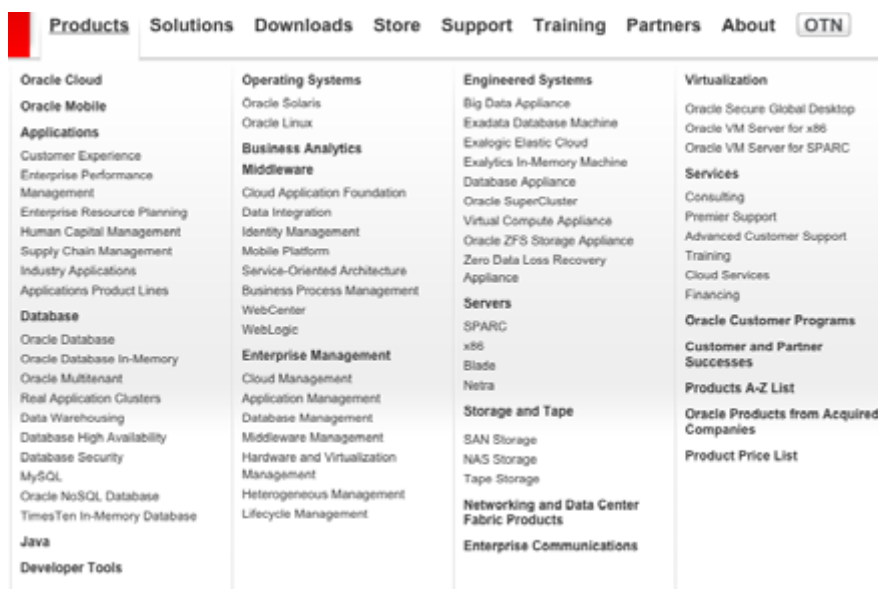 Products Solutions Downloads Store Support Training Partners About OTN
Oracle Cloud
Oracle Mobile
Applications
Customer Experience
Enterprise Performance
Management
Enterprise Resource Planning
Human Capital Management
Supply Chain Management
Industry Applications
Applications Product Lines
Database
Oracle Database
Oracle Database In-Memory
Oracle Multitenant
Real Application Clusters
Data Warehousing
Database High Availability
Database Security
MySQL
Oracle NoSQL Database
TimesTen In-Memory Database
Java
Developer Tools
Operating Systems
Oracle Solaris
Oracle Linux
Business Analytics
Middleware
Cloud Application Foundation
Data Integration
Identity Management
Mobile Platform
Service-Oriented Architecture
Business Process Management
WebCenter
WebLogic
Enterprise Management
Cloud Management
Application Management
Database Management
Middleware Management
Hardware and Virtualization
Management
Heterogeneous Management
Lifecycle Management
Engineered Systems
Big Data Appliance
Exadata Database Machine
Exalogic Elastic Cloud
Exalytics In-Memory Machine
Database Appliance
Oracle SuperCluster
Virtual Compute Appliance
Oracle ZFS Storage Appliance
Zero Data Loss Recovery
Appliance
Servers
SPARC
x86
Blade
Netra
Storage and Tape
SAN Storage
NAS Storage
Tape Storage
Networking and Data Center
Fabric Products
Enterprise Communications
Virtualization
Oracle Secure Global Desktop
Oracle VM Server for x86
Oracle VM Server for SPARC
Services
Consulting
Premier Support
Advanced Customer Support
Training
Cloud Services
Financing
Oracle Customer Programs
Customer and Partner
Successes
Products A-Z List
Oracle Products from Acquired
Companies
Product Price List